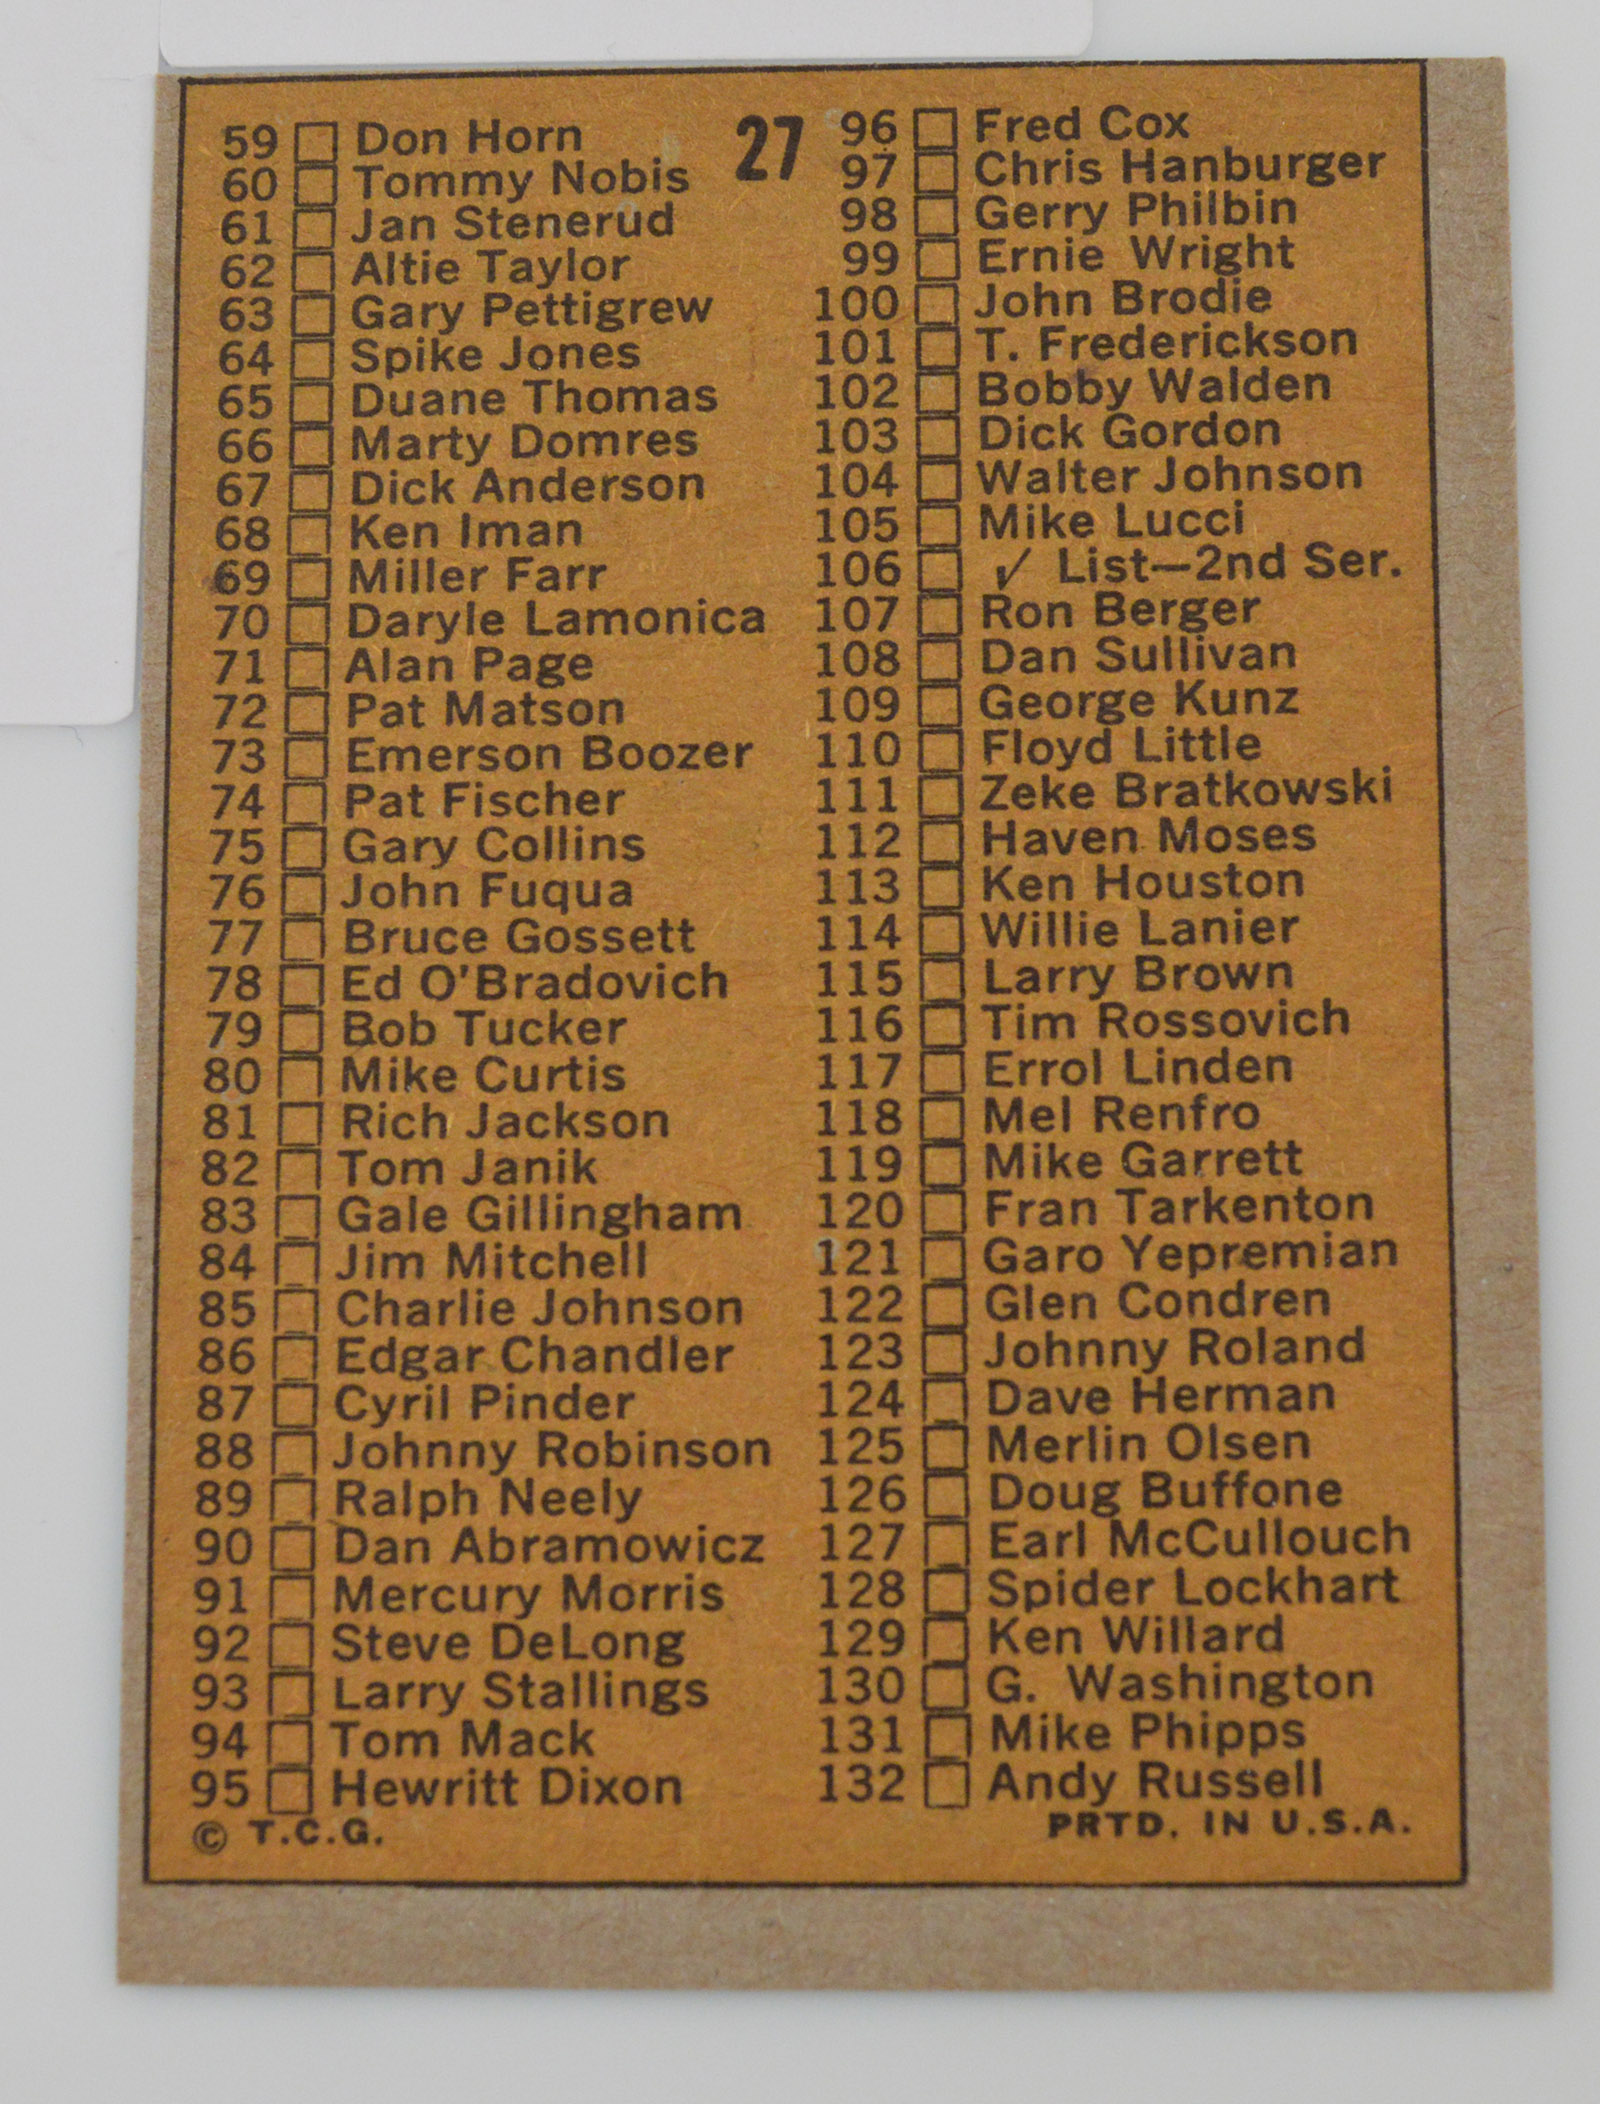 27
59 Don Horn
60 Tommy Nobis
61 Jan Stenerud
62 Altie Taylor
63 Gary Pettigrew
64 Spike Jones
65 Duane Thomas
66 Marty Domres
67 Dick Anderson
68 Ken Iman
69 Miller Farr
70 Daryle Lamonica
71 Alan Page
72 Pat Matson
73 Emerson Boozer
74 Pat Fischer
75 Gary Collins
76 John Fuqua
77 Bruce Gossett
78 Ed O'Bradovich
79 Bob Tucker
80 Mike Curtis
81 Rich Jackson
82 Tom Janik
83 Gale Gillingham
84 Jim Mitchell
85 Charlie Johnson
86 Edgar Chandler
87 Cyril Pinder
88 Johnny Robinson
89 Ralph Neely
90 Dan Abramowicz
91 Mercury Morris
92 Steve DeLong
93 Larry Stallings
94 Tom Mack
95 Hewritt Dixon
© T.C.G.
96 Fred Cox
97 Chris Hanburger
98 Gerry Philbin
99 Ernie Wright
100 John Brodie
101 T. Frederickson
102 Bobby Walden
103 Dick Gordon
104 Walter Johnson
105 Mike Lucci
106 ✓ List—2nd Ser.
107 Ron Berger
108 Dan Sullivan
109 George Kunz
110 Floyd Little
111 Zeke Bratkowski
112 Haven Moses
113 Ken Houston
114 Willie Lanier
115 Larry Brown
116 Tim Rossovich
117 Errol Linden
118 Mel Renfro
119 Mike Garrett
120 Fran Tarkenton
121 Garo Yepremian
122 Glen Condren
123 Johnny Roland
124 Dave Herman
125 Merlin Olsen
126 Doug Buffone
127 Earl McCullouch
128 Spider Lockhart
129 Ken Willard
130 G. Washington
131 Mike Phipps
132 Andy Russell
PRTD. IN U.S.A.